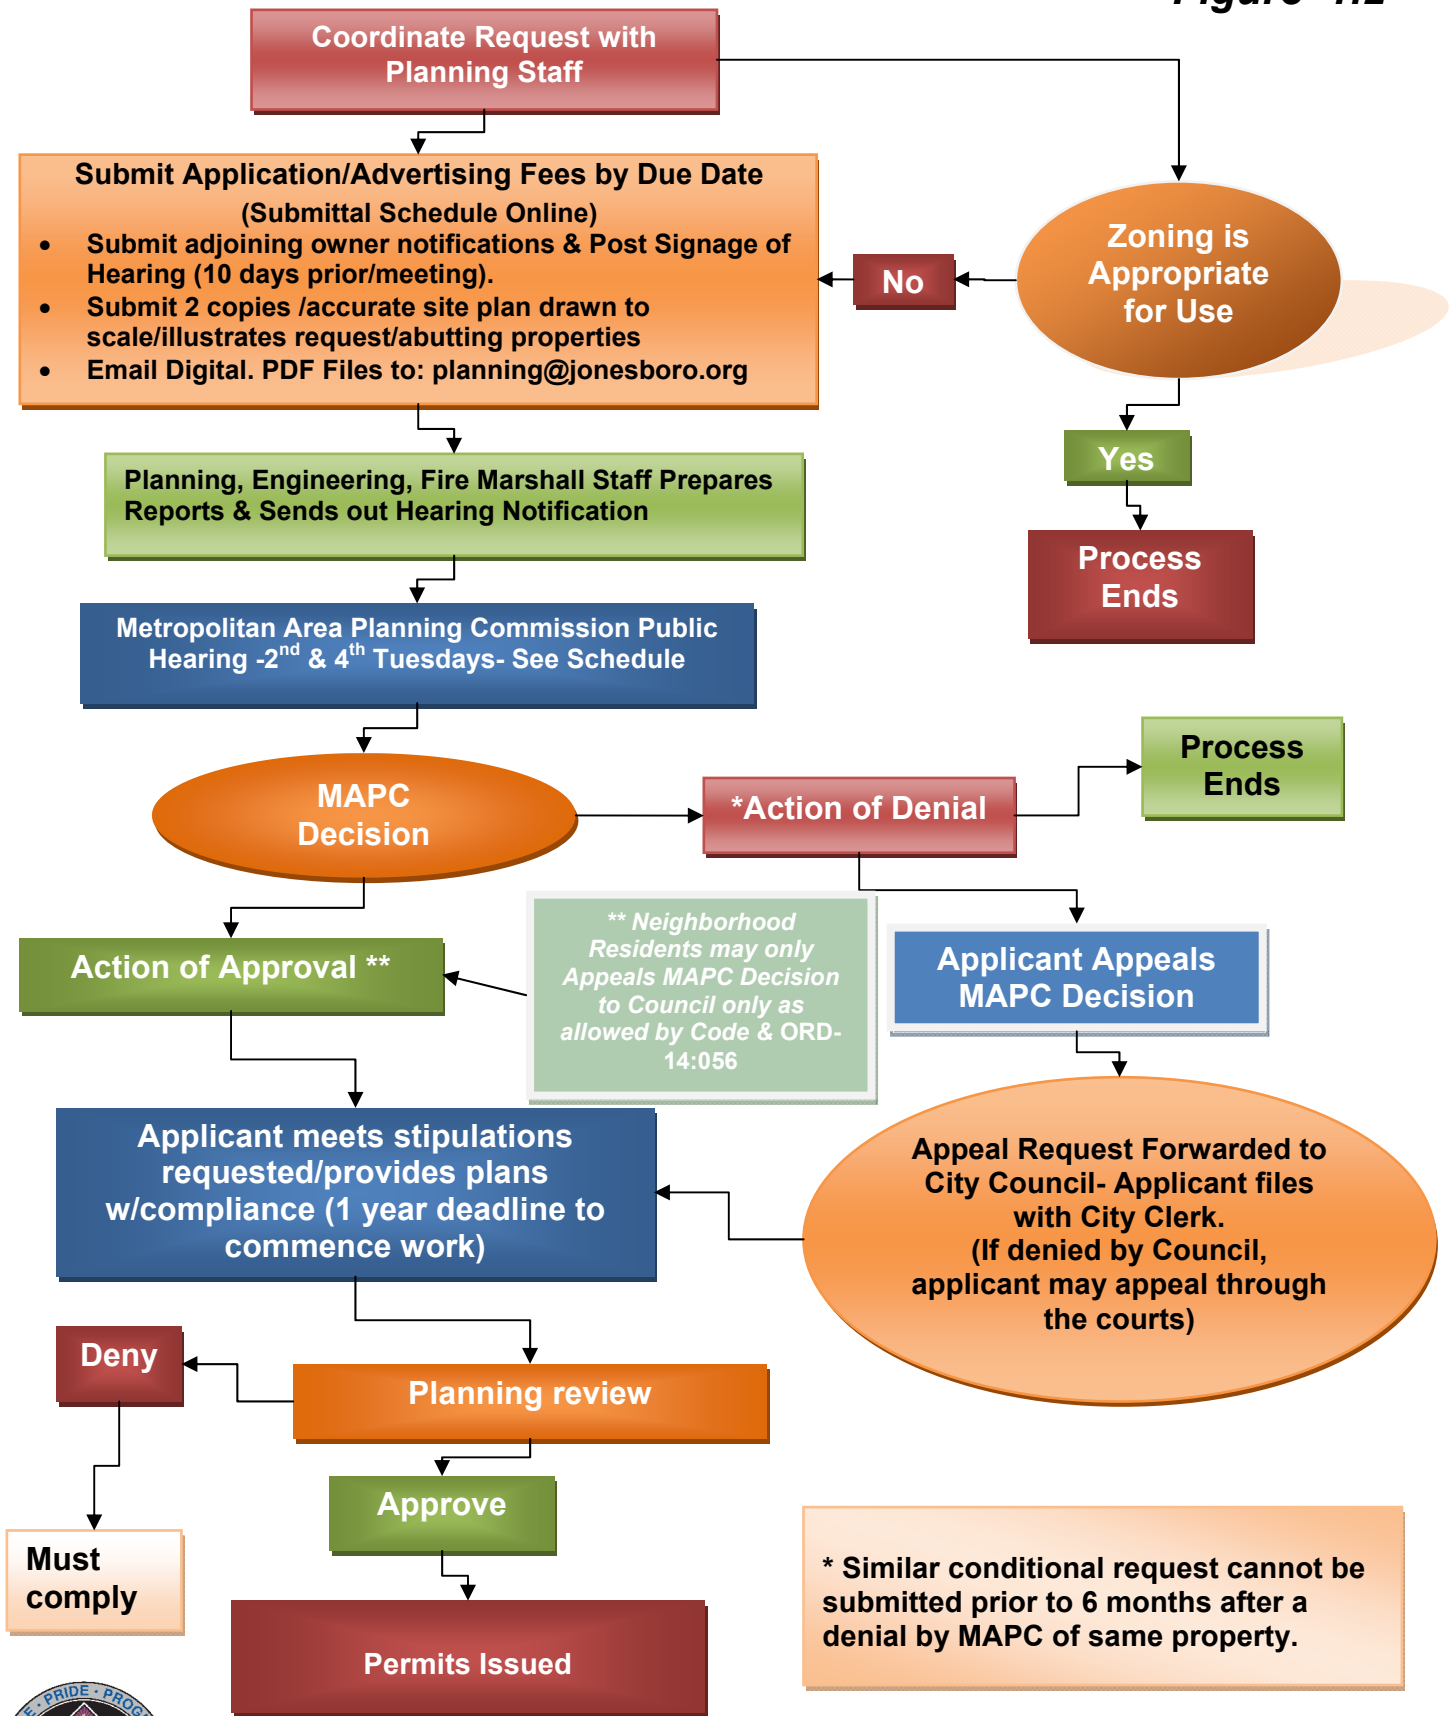 Coordinate Request with
Planning Staff
Submit Application/Advertising Fees by Due Date
(Submittal Schedule Online)
• Submit adjoining owner notifications & Post Signage of
Hearing (10 days prior/meeting).
• Submit 2 copies /accurate site plan drawn to
scale/illustrates request/abutting properties
• Email Digital. PDF Files to: planning@jonesboro.org
No
Zoning is
Appropriate
for Use
Yes
Process
Ends
Planning, Engineering, Fire Marshall Staff Prepares
Reports & Sends out Hearing Notification
Metropolitan Area Planning Commission Public
Hearing -2nd & 4th Tuesdays- See Schedule
MAPC
Decision
*Action of Denial
Process
Ends
Action of Approval **
** Neighborhood
Residents may only
Appeals MAPC Decision
to Council only as
allowed by Code & ORD-
14:056
Applicant Appeals
MAPC Decision
Applicant meets stipulations
requested/provides plans
w/compliance (1 year deadline to
commence work)
Appeal Request Forwarded to
City Council- Applicant files
with City Clerk.
(If denied by Council,
applicant may appeal through
the courts)
Deny
Planning review
Approve
Must
comply
Permits Issued
* Similar conditional request cannot be
submitted prior to 6 months after a
denial by MAPC of same property.
PRIDE